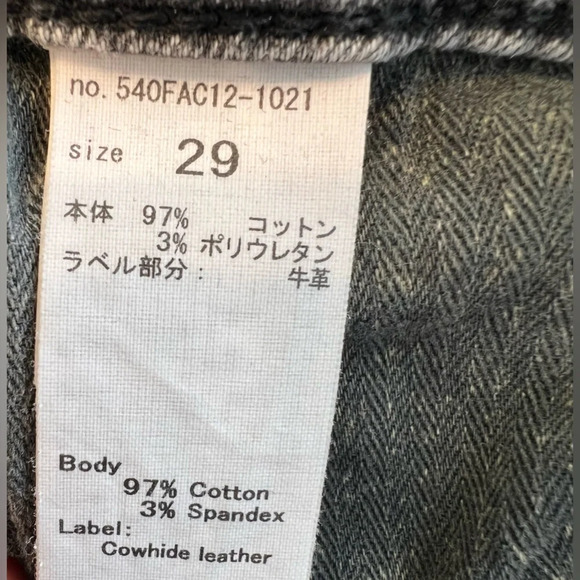 no. 540FAC12-1021
size 29
本体 97% コットン
3% ポリウレタン
ラベル部分： 牛革
Body
97% Cotton
3% Spandex
Label:
Cowhide leather